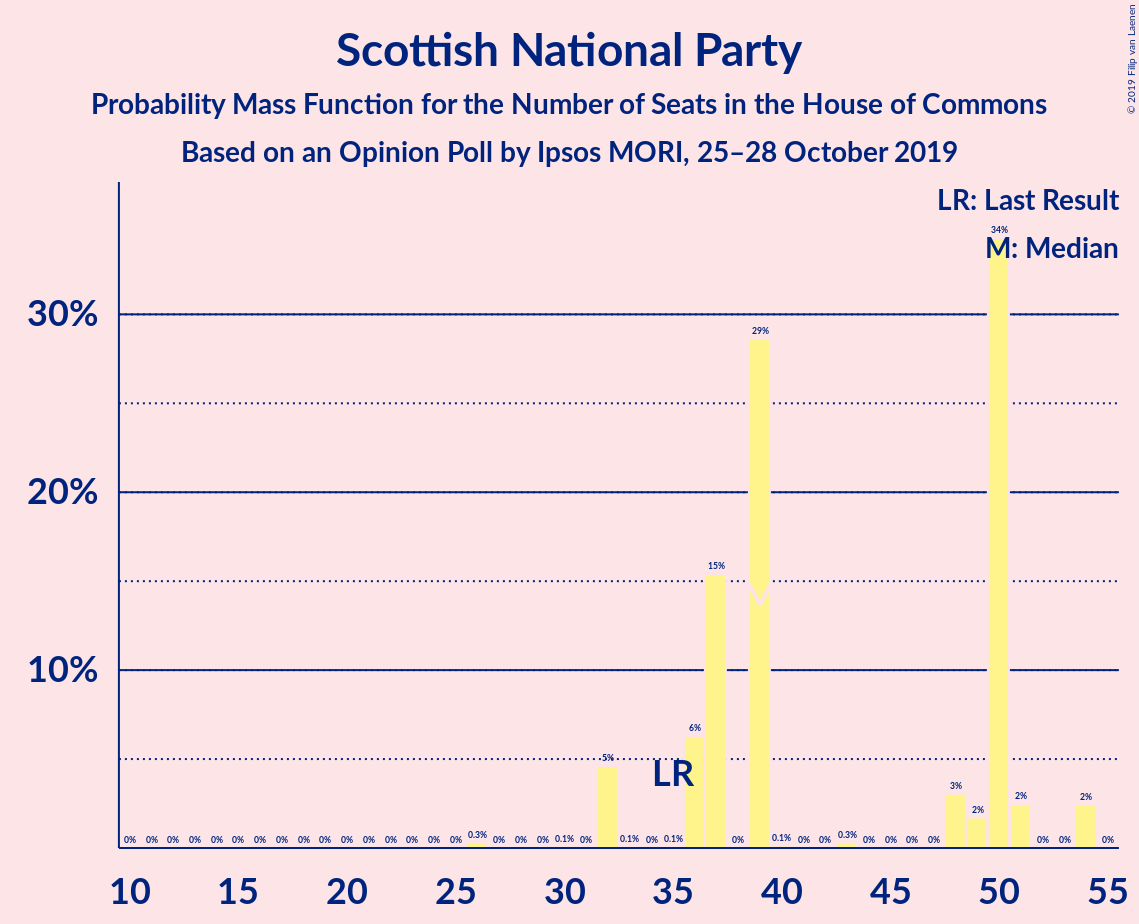 Scottish National Party
Probability Mass Function for the Number of Seats in the House of Commons
Based on an Opinion Poll by Ipsos MORI, 25–28 October 2019
© 2019 Filip van Laenen
LR: Last Result
M: Median
30%
20%
10%
0% 0% 0% 0% 0% 0% 0% 0% 0% 0% 0% 0% 0% 0% 0% 0% 0.3% 0% 0% 0% 0.1% 0% 5% 0.1% 0% 0.1% 6% 15% 0% 29% 0.1% 0% 0% 0.3% 0% 0% 0% 0% 3% 2% 34% 2% 0% 0% 2% 0%
LR
10 15 20 25 30 35 40 45 50 55